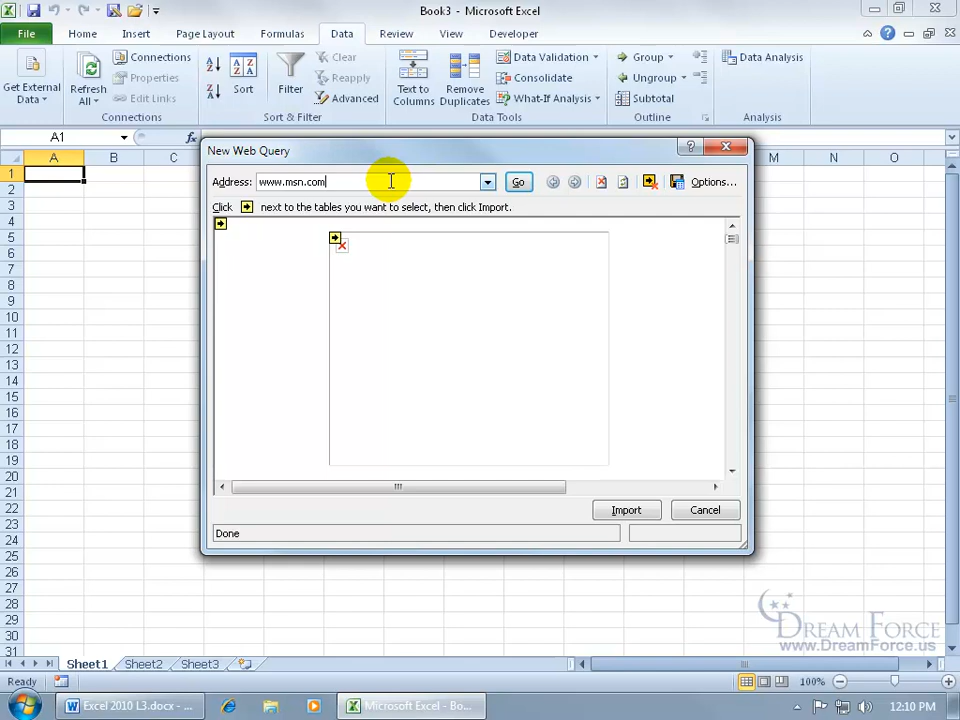 Book3 - Microsoft Excel
File Home Insert Page Layout Formulas Data Review View Developer
Get External Data
Refresh All
Connections
Properties
Edit Links
Connections
Sort
Filter
Clear
Reapply
Advanced
Sort & Filter
Text to Columns
Remove Duplicates
Data Validation
Consolidate
What-If Analysis
Data Tools
Group
Ungroup
Subtotal
Outline
Data Analysis
Analysis
A1
fx
A B C M N O
New Web Query
Address: www.msn.com Go Options...
Click next to the tables you want to select, then click Import.
Import Cancel
Done
1
2
3
4
5
6
7
8
9
10
11
12
13
14
15
16
17
18
19
20
21
22
23
24
25
26
27
28
29
30
31
DREAM FORCE
www.DreamForce.us
Sheet1 Sheet2 Sheet3
Ready 100%
Excel 2010 L3.docx - ... Microsoft Excel - Bo... 12:10 PM